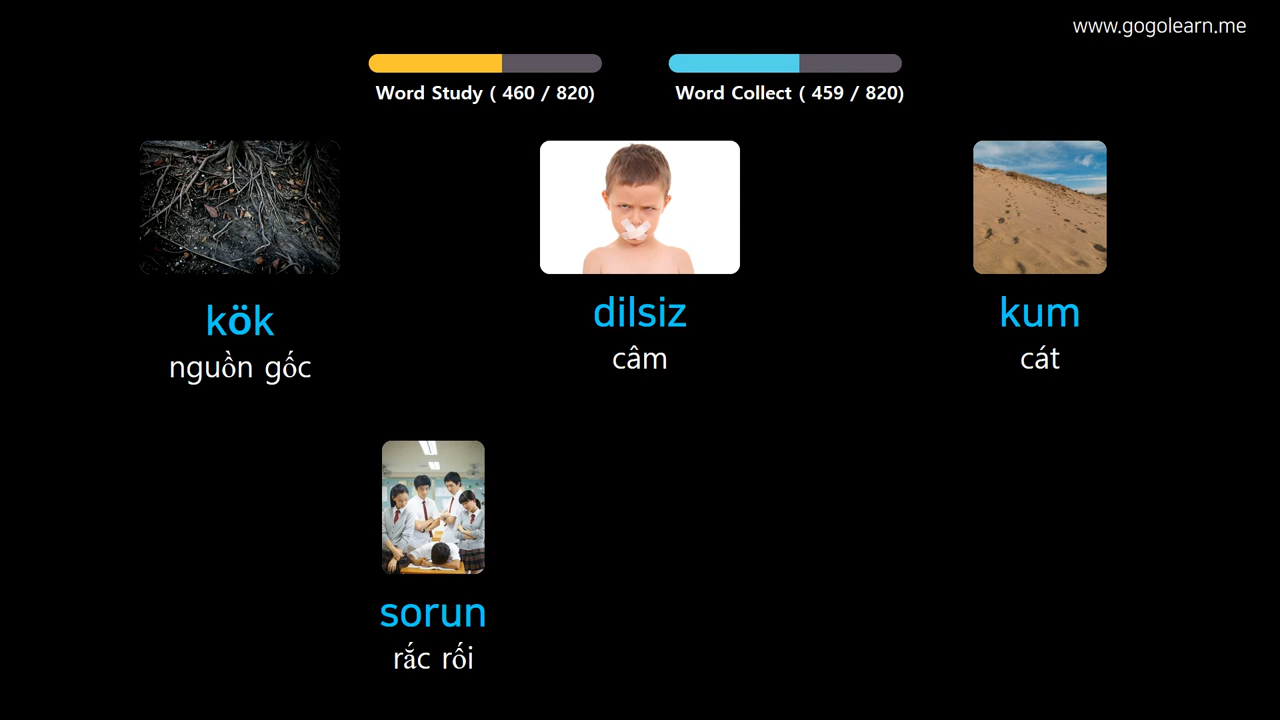 www.gogolearn.me
Word Study ( 460 / 820)
Word Collect ( 459 / 820)
kök
nguồn gốc
dilsiz
câm
kum
cát
sorun
rắc rối